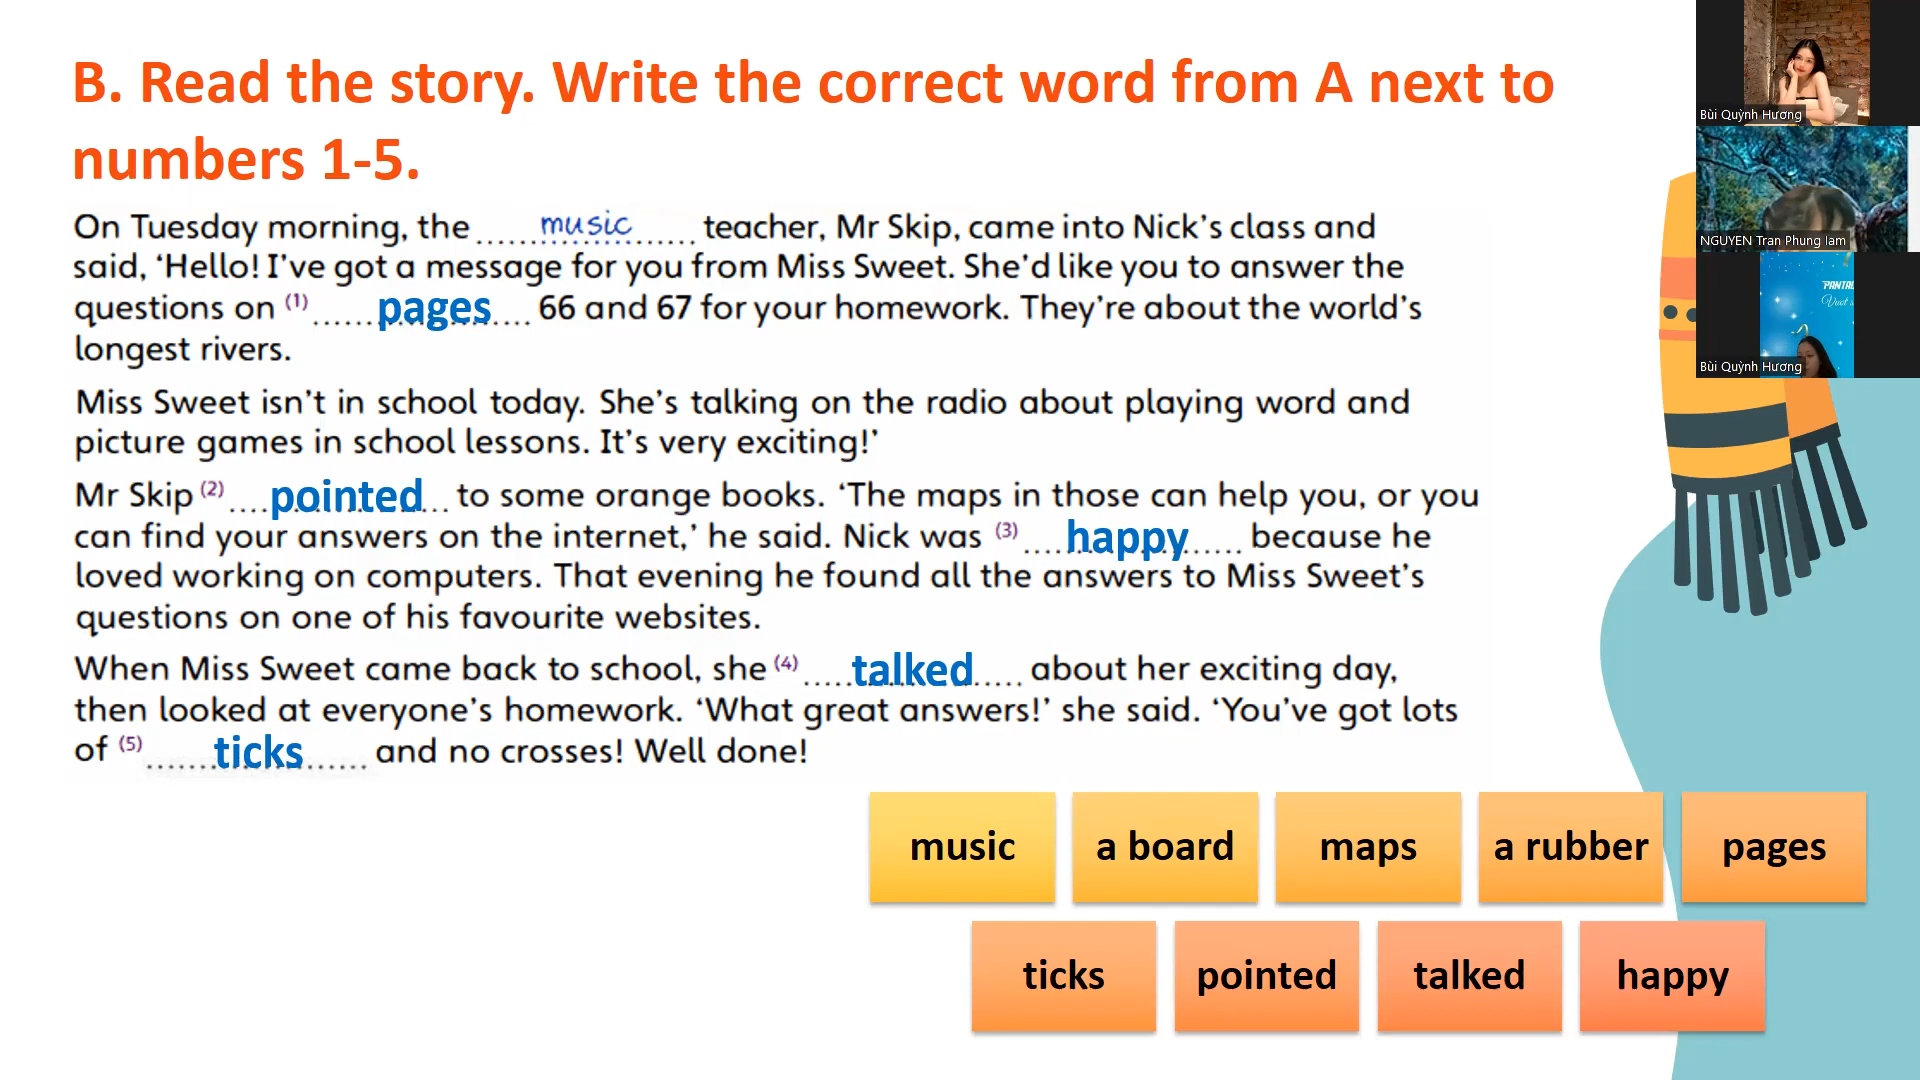 B. Read the story. Write the correct word from A next to
numbers 1-5.
On Tuesday morning, the music teacher, Mr Skip, came into Nick's class and
said, 'Hello! I've got a message for you from Miss Sweet. She'd like you to answer the
questions on (1) pages 66 and 67 for your homework. They're about the world's
longest rivers.
Miss Sweet isn't in school today. She's talking on the radio about playing word and
picture games in school lessons. It's very exciting!'
Mr Skip (2) pointed to some orange books. 'The maps in those can help you, or you
can find your answers on the internet,' he said. Nick was (3) happy because he
loved working on computers. That evening he found all the answers to Miss Sweet's
questions on one of his favourite websites.
When Miss Sweet came back to school, she (4) talked about her exciting day,
then looked at everyone's homework. 'What great answers!' she said. 'You've got lots
of (5) ticks and no crosses! Well done!
music a board maps a rubber pages
ticks pointed talked happy
Bùi Quỳnh Hương
NGUYEN Tran Phung lam
Bùi Quỳnh Hương